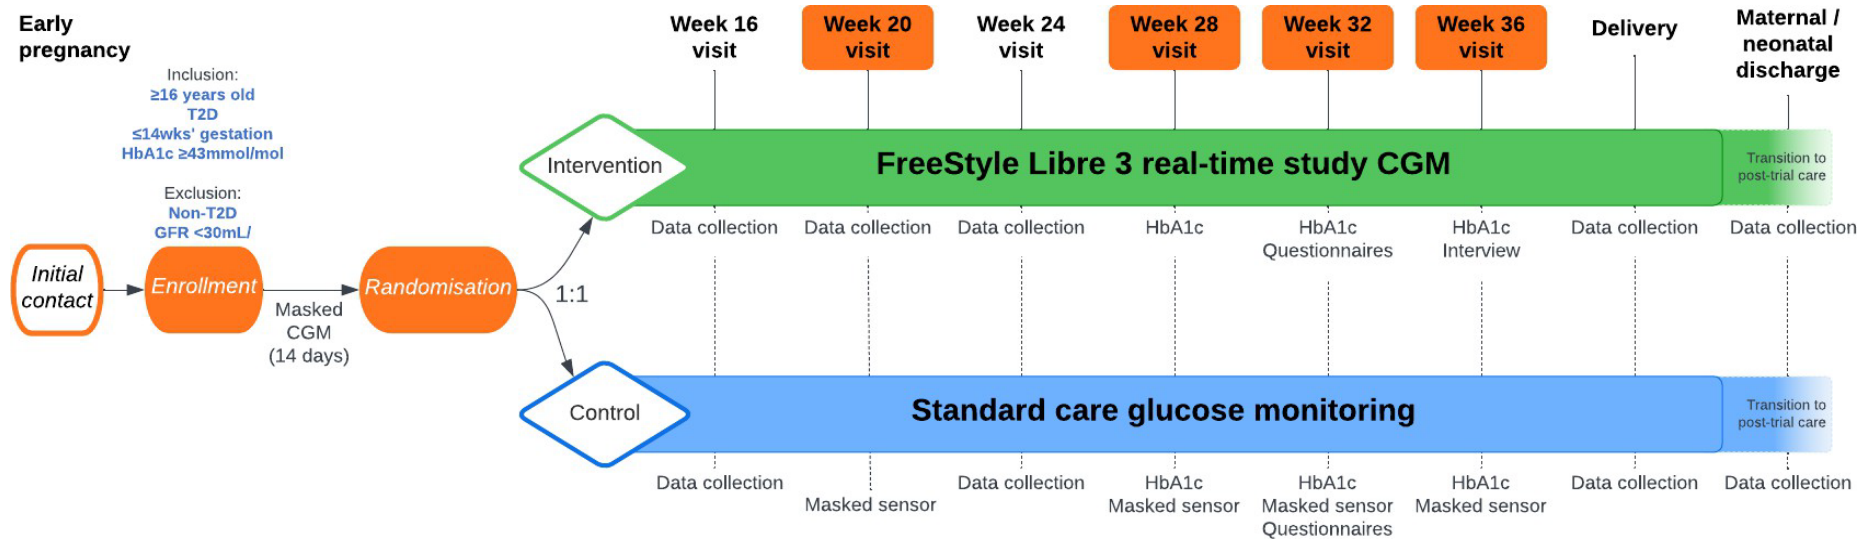 Early
pregnancy
Inclusion:
≥16 years old
T2D
≤14wks' gestation
HbA1c ≥43mmol/mol
Exclusion:
Non-T2D
GFR <30mL/
Initial
contact
Enrollment
Masked
CGM
(14 days)
Randomisation
1:1
Week 16
visit
Week 20
visit
Week 24
visit
Week 28
visit
Week 32
visit
Week 36
visit
Delivery
Maternal /
neonatal
discharge
Intervention
FreeStyle Libre 3 real-time study CGM
Transition to
post-trial care
Data collection
Data collection
Data collection
HbA1c
HbA1c
Questionnaires
HbA1c
Interview
Data collection
Data collection
Control
Standard care glucose monitoring
Transition to
post-trial care
Data collection
Masked sensor
Data collection
HbA1c
Masked sensor
HbA1c
Masked sensor
Questionnaires
HbA1c
Masked sensor
Data collection
Data collection